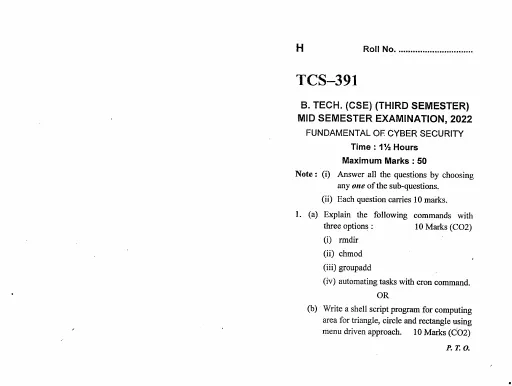 H Roll No. ..............................
TCS–391
B. TECH. (CSE) (THIRD SEMESTER)
MID SEMESTER EXAMINATION, 2022
FUNDAMENTAL OF CYBER SECURITY
Time : 1½ Hours
Maximum Marks : 50
Note : (i) Answer all the questions by choosing
any one of the sub-questions.
(ii) Each question carries 10 marks.
1. (a) Explain the following commands with
three options : 10 Marks (CO2)
(i) rmdir
(ii) chmod
(iii) groupadd
(iv) automating tasks with cron command.
OR
(b) Write a shell script program for computing
area for triangle, circle and rectangle using
menu driven approach. 10 Marks (CO2)
P. T. O.